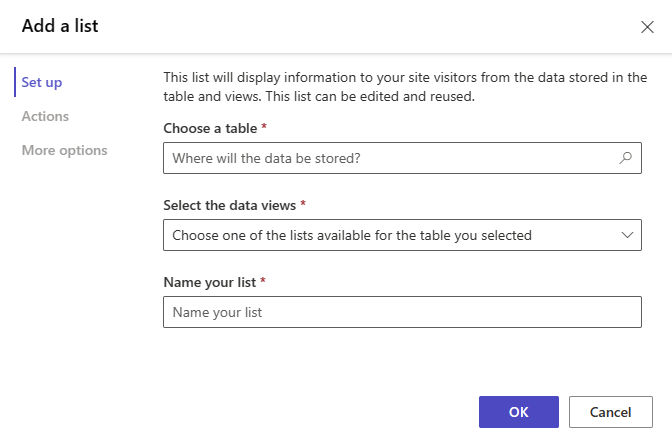 Add a list
Set up
Actions
More options
This list will display information to your site visitors from the data stored in the
table and views. This list can be edited and reused.
Choose a table *
Where will the data be stored?
Select the data views *
Choose one of the lists available for the table you selected
Name your list *
Name your list
OK
Cancel